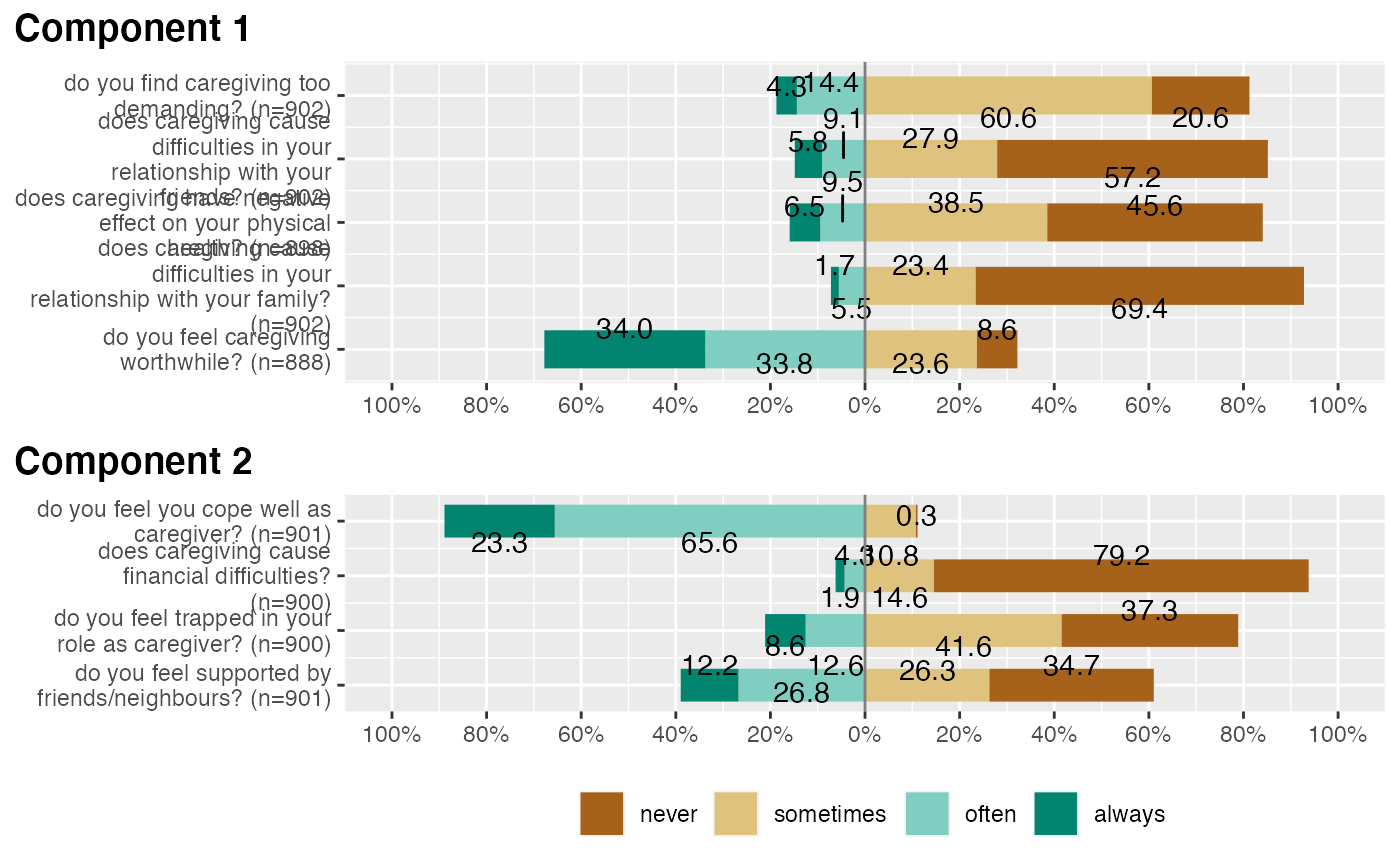 Component 1
do you find caregiving too
demanding? (n=902)
does caregiving cause
difficulties in your
relationship with your
friends? (n=902)
does caregiving have negative
effect on your physical
health? (n=898)
does caregiving cause
difficulties in your
relationship with your family?
(n=902)
do you feel caregiving
worthwhile? (n=888)
4.3
14.4
60.6
20.6
9.1
5.8
27.9
57.2
9.5
6.5
38.5
45.6
1.7
5.5
23.4
69.4
34.0
33.8
23.6
8.6
100%
80%
60%
40%
20%
0%
20%
40%
60%
80%
100%
Component 2
do you feel you cope well as
caregiver? (n=901)
does caregiving cause
financial difficulties?
(n=900)
do you feel trapped in your
role as caregiver? (n=900)
do you feel supported by
friends/neighbours? (n=901)
23.3
65.6
10.8
0.3
1.9
4.3
14.6
79.2
8.6
12.6
41.6
37.3
12.2
26.8
26.3
34.7
100%
80%
60%
40%
20%
0%
20%
40%
60%
80%
100%
never
sometimes
often
always